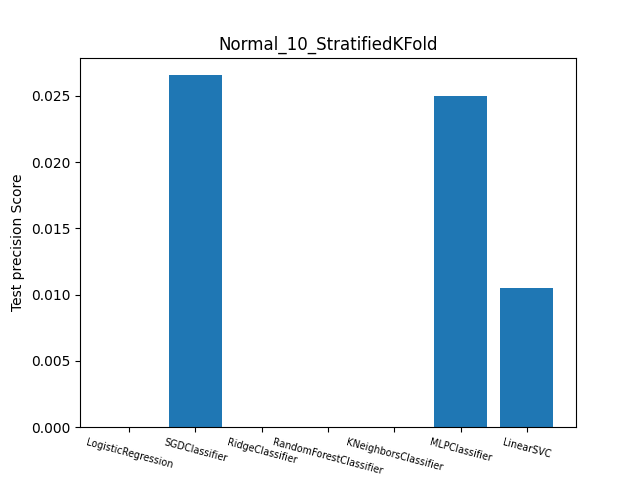 Normal_10_StratifiedKFold
Test precision Score
0.025
0.020
0.015
0.010
0.005
0.000
LogisticRegression
SGDClassifier
RidgeClassifier
RandomForestClassifier
KNeighborsClassifier
MLPClassifier
LinearSVC